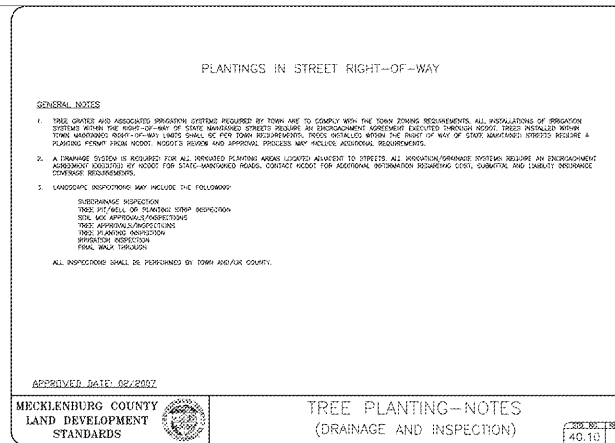 PLANTINGS IN STREET RIGHT-OF-WAY
GENERAL NOTES
1. TREE GRATES AND ASSOCIATED IRRIGATION SYSTEMS REQUIRED BY TOWN ARE TO COMPLY WITH THE TOWN ZONING REQUIREMENTS. ALL INSTALLATIONS OF IRRIGATION
SYSTEMS WITHIN THE RIGHT-OF-WAY OF STATE MAINTAINED STREETS REQUIRE AN ENCROACHMENT AGREEMENT EXECUTED THROUGH NCDOT. TREES INSTALLED WITHIN
TOWN MAINTAINED RIGHT-OF-WAY LIMITS SHALL BE PER TOWN REQUIREMENTS. TREES INSTALLED WITHIN THE RIGHT OF WAY OF STATE MAINTAINED STREETS REQUIRE A
PLANTING PERMIT FROM NCDOT. NCDOT'S REVIEW AND APPROVAL PROCESS MAY INCLUDE ADDITIONAL REQUIREMENTS.
2. A DRAINAGE SYSTEM IS REQUIRED FOR ALL IRRIGATED PLANTING AREAS LOCATED ADJACENT TO STREETS. ALL IRRIGATION/DRAINAGE SYSTEMS REQUIRE AN ENCROACHMENT
AGREEMENT EXECUTED BY NCDOT FOR STATE-MAINTAINED ROADS. CONTACT NCDOT FOR ADDITIONAL INFORMATION REGARDING COST, SUBMITTAL AND LIABILITY INSURANCE
COVERAGE REQUIREMENTS.
3. LANDSCAPE INSPECTIONS MAY INCLUDE THE FOLLOWING:
SUBDRAINAGE INSPECTION
TREE PIT/WELL OR PLANTING STRIP INSPECTION
SOIL MIX APPROVALS/INSPECTIONS
TREE APPROVALS/INSPECTIONS
TREE PLANTING INSPECTION
IRRIGATION INSPECTION
FINAL WALK THROUGH
ALL INSPECTIONS SHALL BE PERFORMED BY TOWN AND/OR COUNTY.
APPROVED DATE: 02/2007
MECKLENBURG COUNTY
LAND DEVELOPMENT
STANDARDS
TREE PLANTING-NOTES
(DRAINAGE AND INSPECTION)
STD. NO.
40.10